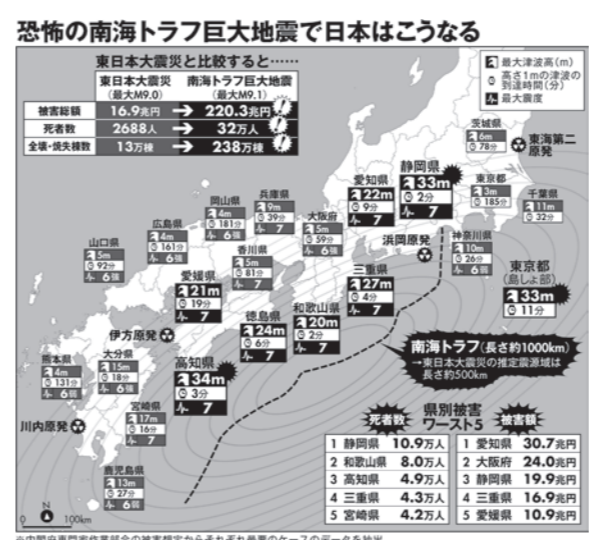 恐怖の南海トラフ巨大地震で日本はこうなる
東日本大震災と比較すると……
東日本大震災 南海トラフ巨大地震
(最大M9.0) (最大M9.1)
被害総額 16.9兆円 → 220.3兆円
死者数 2688人 → 32万人
全壊・焼失棟数 13万棟 → 238万棟
最大津波高(m)
高さ1mの津波の
到達時間(分)
最大震度
茨城県
6m
78分
東海第二
原発
静岡県
33m
2分
7
愛知県
22m
9分
7
東京都
3m
185分
千葉県
11m
32分
兵庫県
9m
39分
7
岡山県
4m
181分
6強
大阪府
5m
59分
6強
浜岡原発
神奈川県
10m
26分
6弱
広島県
4m
161分
6強
山口県
5m
92分
6強
香川県
5m
81分
7
東京都
(島しょ部)
33m
11分
三重県
27m
4分
7
愛媛県
21m
19分
7
和歌山県
20m
2分
7
徳島県
24m
6分
7
伊方原発
南海トラフ(長さ約1000km)
→東日本大震災の推定震源域は
長さ約500km
高知県
34m
3分
7
熊本県
4m
131分
6弱
大分県
15m
18分
6強
宮崎県
17m
16分
7
川内原発
鹿児島県
13m
27分
6弱
県別被害
ワースト5
死者数
1 静岡県 10.9万人
2 和歌山県 8.0万人
3 高知県 4.9万人
4 三重県 4.3万人
5 宮崎県 4.2万人
被害額
1 愛知県 30.7兆円
2 大阪府 24.0兆円
3 静岡県 19.9兆円
4 三重県 16.9兆円
5 愛媛県 10.9兆円
N
0 100km